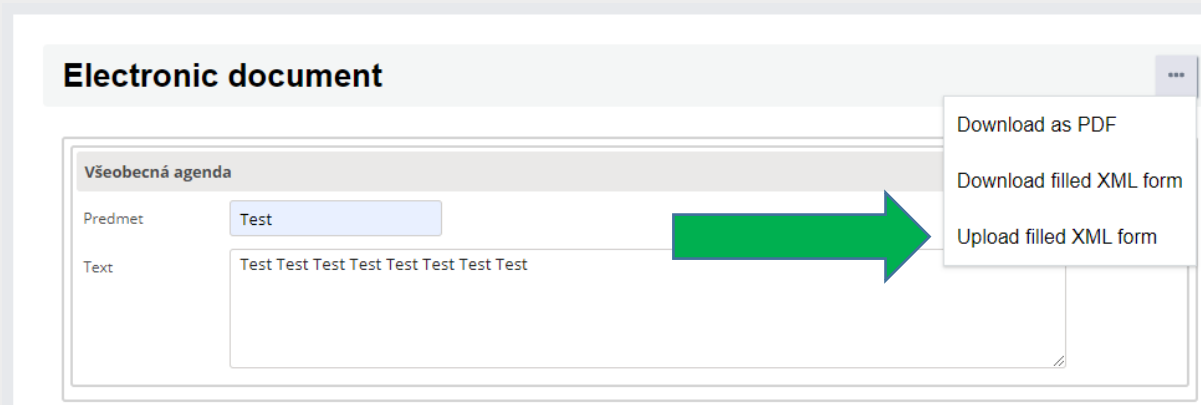 Electronic document
Download as PDF
Download filled XML form
Upload filled XML form
Všeobecná agenda
Predmet
Test
Text
Test Test Test Test Test Test Test Test